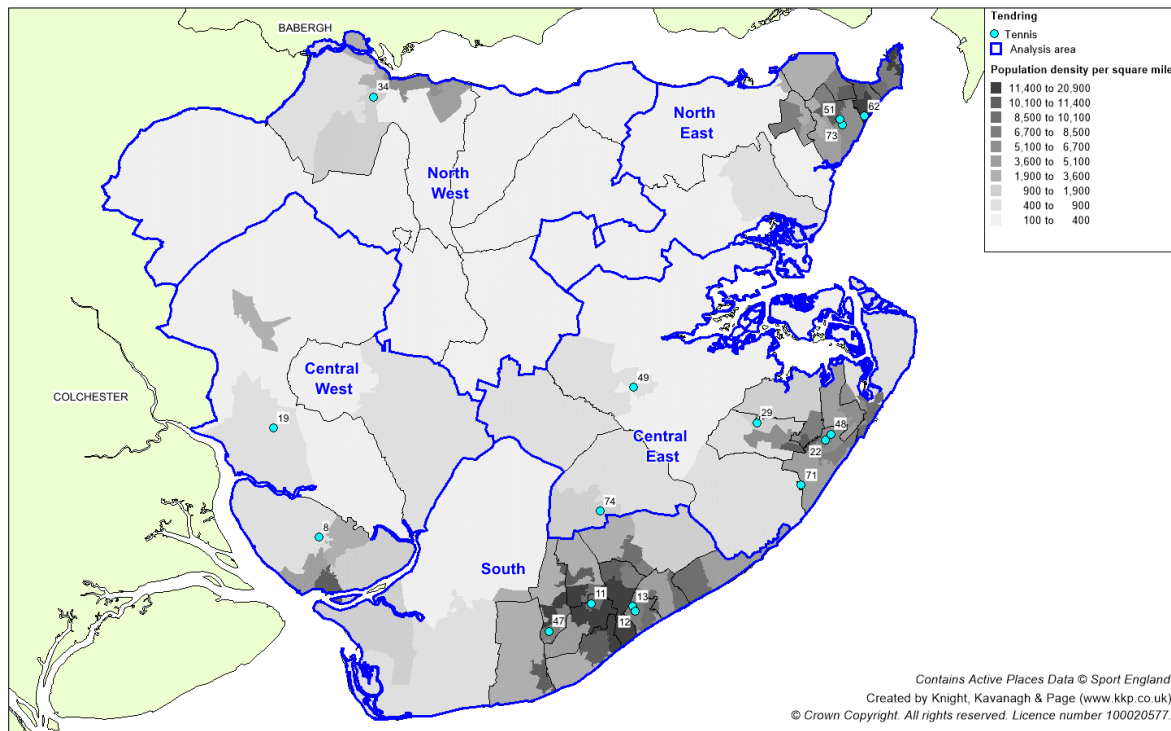 BABERGH
34
North
East
51
62
73
North
West
Central
West
COLCHESTER
19
49
29
48
22
Central
East
71
74
8
South
11
13
12
47
Tendring
Tennis
Analysis area
Population density per square mile
11,400 to 20,900
10,100 to 11,400
8,500 to 10,100
6,700 to 8,500
5,100 to 6,700
3,600 to 5,100
1,900 to 3,600
900 to 1,900
400 to 900
100 to 400
Contains Active Places Data © Sport England
Created by Knight, Kavanagh & Page (www.kkp.co.uk)
© Crown Copyright. All rights reserved. Licence number 100020577.